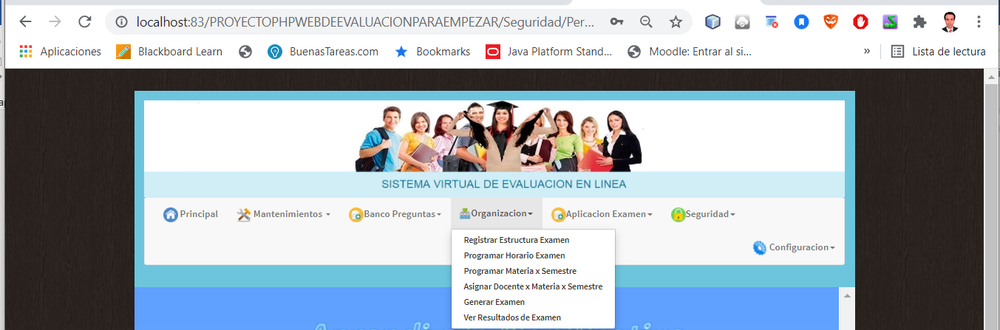 localhost:83/PROYECTOPHPWEBDEEVALUACIONPARAEMPEZAR/Seguridad/Per...
Aplicaciones Blackboard Learn BuenasTareas.com Bookmarks Java Platform Stand... Moodle: Entrar al si... » Lista de lectura
SISTEMA VIRTUAL DE EVALUACION EN LINEA
Principal Mantenimientos Banco Preguntas Organizacion Aplicacion Examen Seguridad
Configuracion
Registrar Estructura Examen
Programar Horario Examen
Programar Materia x Semestre
Asignar Docente x Materia x Semestre
Generar Examen
Ver Resultados de Examen